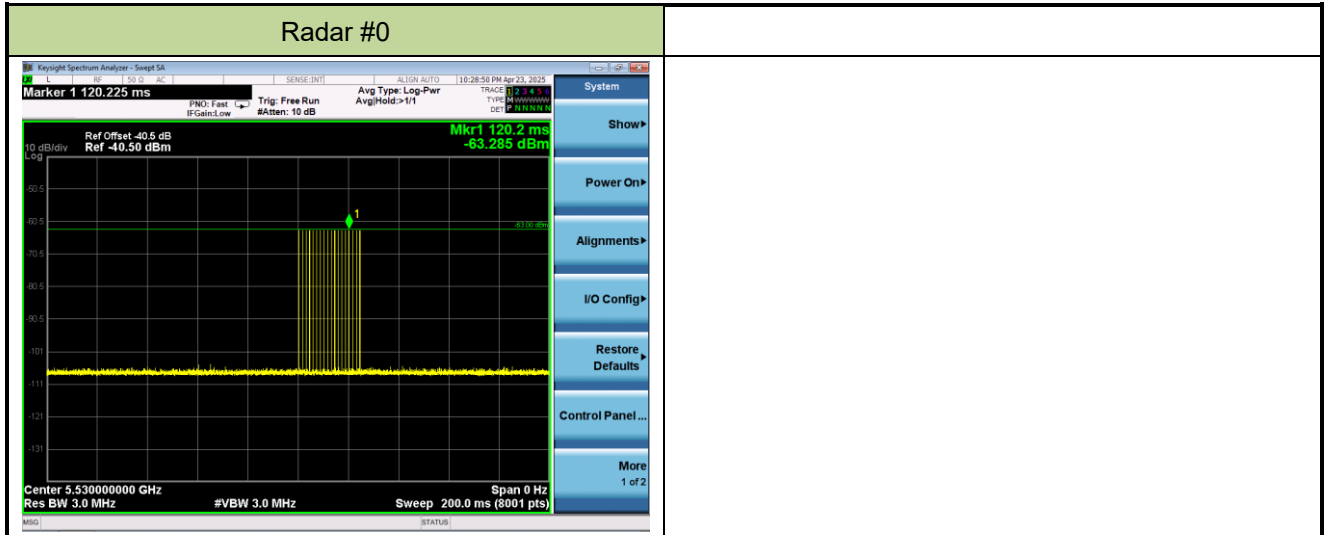 Radar #0
Keysight Spectrum Analyzer - Swept SA
L RF 50 Ω AC SENSE:INT ALIGN AUTO 10:28:50 PM Apr 23, 2025
Marker 1 120.225 ms
PNO: Fast
IFGain:Low
Trig: Free Run
#Atten: 10 dB
Avg Type: Log-Pwr
Avg|Hold:>1/1
TRACE 1 2 3 4 5 6
TYPE M
DET P N N N N N
Ref Offset -40.5 dB
10 dB/div Ref -40.50 dBm
Log
Mkr1 120.2 ms
-63.285 dBm
-50.5
-60.5
-70.5
-80.5
-90.5
-101
-111
-121
-131
1
-63.00 dBm
Center 5.530000000 GHz Span 0 Hz
Res BW 3.0 MHz #VBW 3.0 MHz Sweep 200.0 ms (8001 pts)
MSG STATUS
System
Show
Power On
Alignments
I/O Config
Restore
Defaults
Control Panel...
More
1 of 2